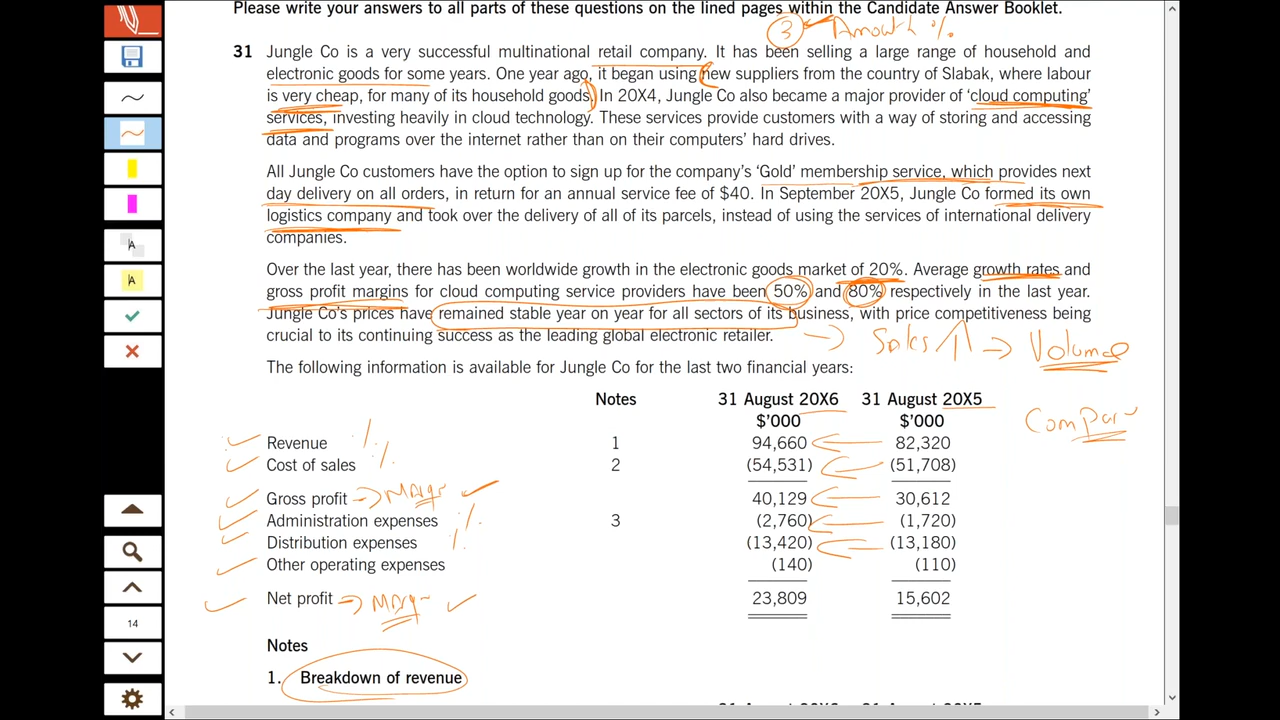 Please write your answers to all parts of these questions on the lined pages within the Candidate Answer Booklet.
3 Amount %
31 Jungle Co is a very successful multinational retail company. It has been selling a large range of household and
electronic goods for some years. One year ago, it began using new suppliers from the country of Slabak, where labour
is very cheap, for many of its household goods. In 20X4, Jungle Co also became a major provider of ‘cloud computing’
services, investing heavily in cloud technology. These services provide customers with a way of storing and accessing
data and programs over the internet rather than on their computers’ hard drives.
All Jungle Co customers have the option to sign up for the company’s ‘Gold’ membership service, which provides next
day delivery on all orders, in return for an annual service fee of $40. In September 20X5, Jungle Co formed its own
logistics company and took over the delivery of all of its parcels, instead of using the services of international delivery
companies.
Over the last year, there has been worldwide growth in the electronic goods market of 20%. Average growth rates and
gross profit margins for cloud computing service providers have been 50% and 80% respectively in the last year.
Jungle Co’s prices have remained stable year on year for all sectors of its business, with price competitiveness being
crucial to its continuing success as the leading global electronic retailer.
Sales ↑ → Volume
The following information is available for Jungle Co for the last two financial years:
Notes 31 August 20X6 31 August 20X5
$’000 $’000
Compar
Revenue % 1 94,660 82,320
Cost of sales % 2 (54,531) (51,708)
Gross profit → Margin 40,129 30,612
Administration expenses % 3 (2,760) (1,720)
Distribution expenses % (13,420) (13,180)
Other operating expenses (140) (110)
Net profit → Margin 23,809 15,602
Notes
1. Breakdown of revenue
A
A
14